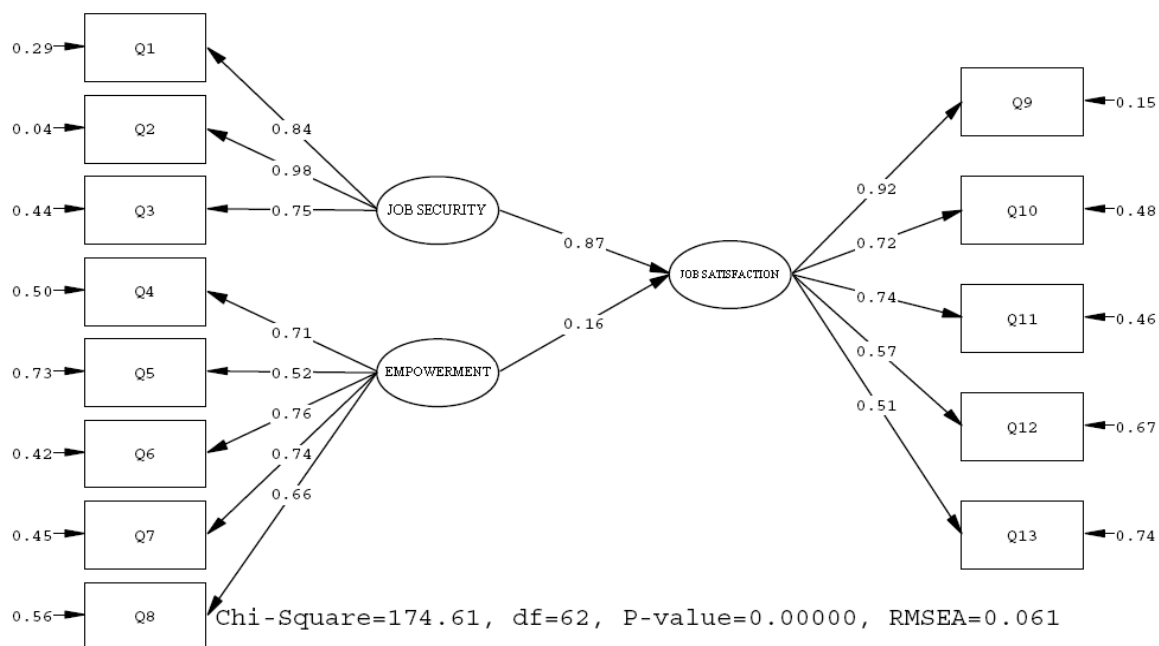 0.29 Q1
0.04 Q2
0.44 Q3
0.50 Q4
0.73 Q5
0.42 Q6
0.45 Q7
0.56 Q8
0.84
0.98
0.75
JOB SECURITY
0.71
0.52
0.76
0.74
0.66
EMPOWERMENT
0.87
0.16
JOB SATISFACTION
0.92
0.72
0.74
0.57
0.51
Q9 0.15
Q10 0.48
Q11 0.46
Q12 0.67
Q13 0.74
Chi-Square=174.61, df=62, P-value=0.00000, RMSEA=0.061